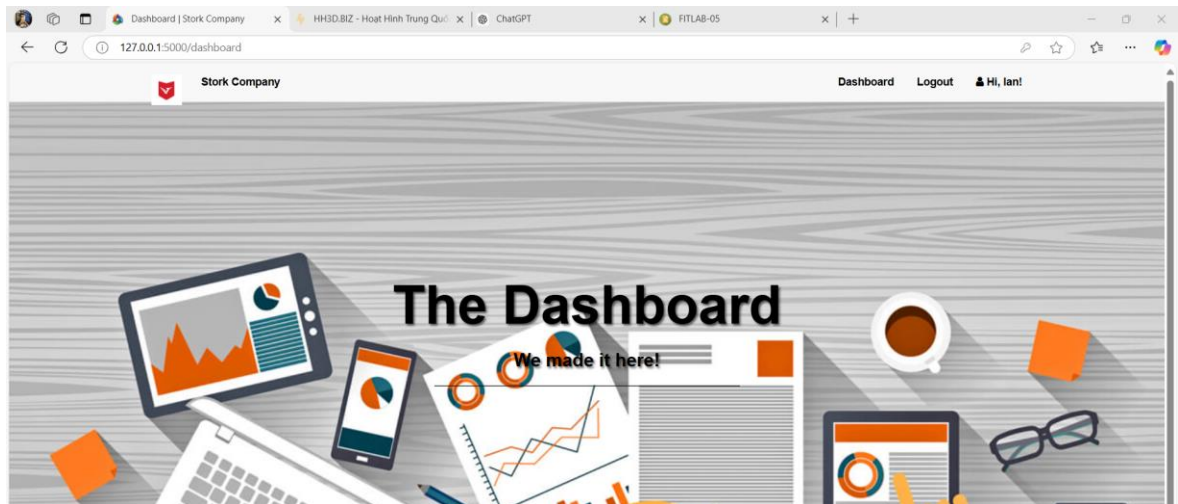 Dashboard | Stork Company
HH3D.BIZ - Hoạt Hình Trung Quố
ChatGPT
FITLAB-05
127.0.0.1:5000/dashboard
Stork Company
Dashboard
Logout
Hi, Ian!
The Dashboard
We made it here!